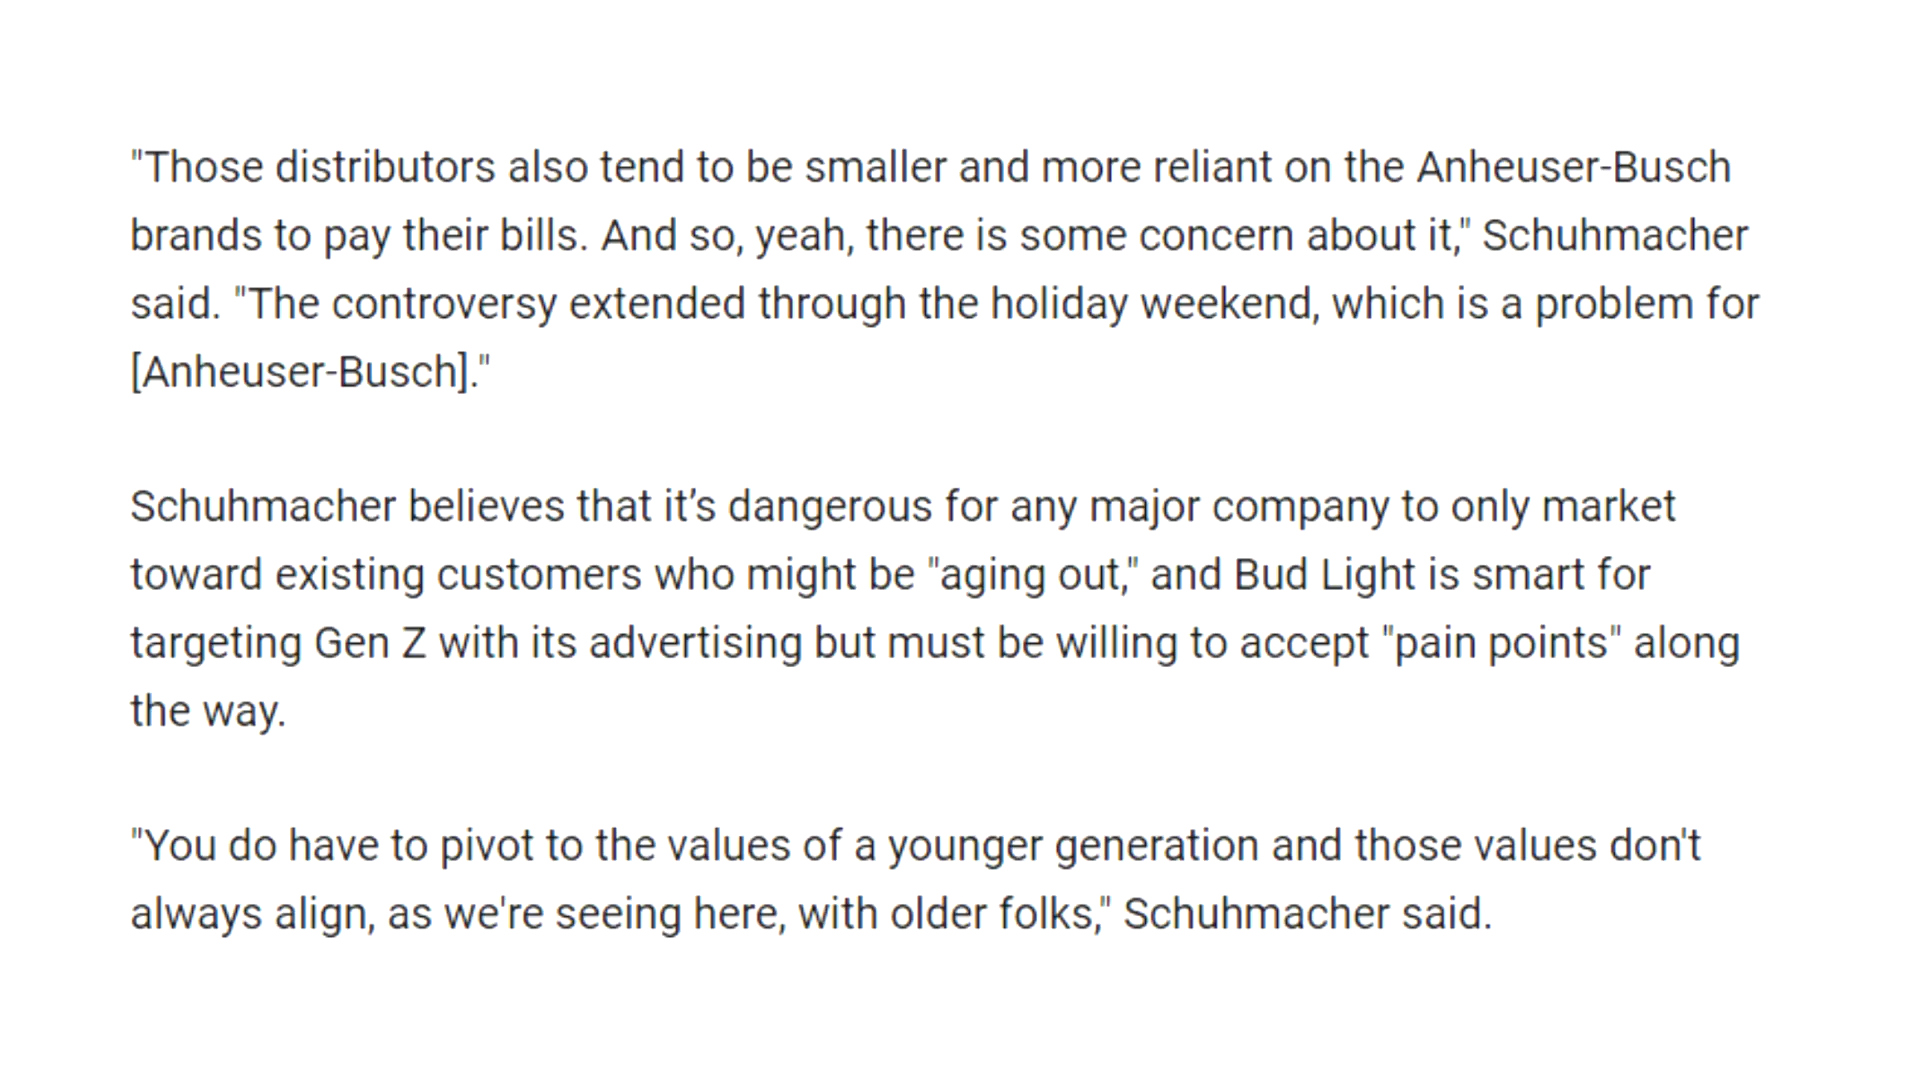 "Those distributors also tend to be smaller and more reliant on the Anheuser-Busch
brands to pay their bills. And so, yeah, there is some concern about it," Schuhmacher
said. "The controversy extended through the holiday weekend, which is a problem for
[Anheuser-Busch]."
Schuhmacher believes that it’s dangerous for any major company to only market
toward existing customers who might be "aging out," and Bud Light is smart for
targeting Gen Z with its advertising but must be willing to accept "pain points" along
the way.
"You do have to pivot to the values of a younger generation and those values don't
always align, as we're seeing here, with older folks," Schuhmacher said.